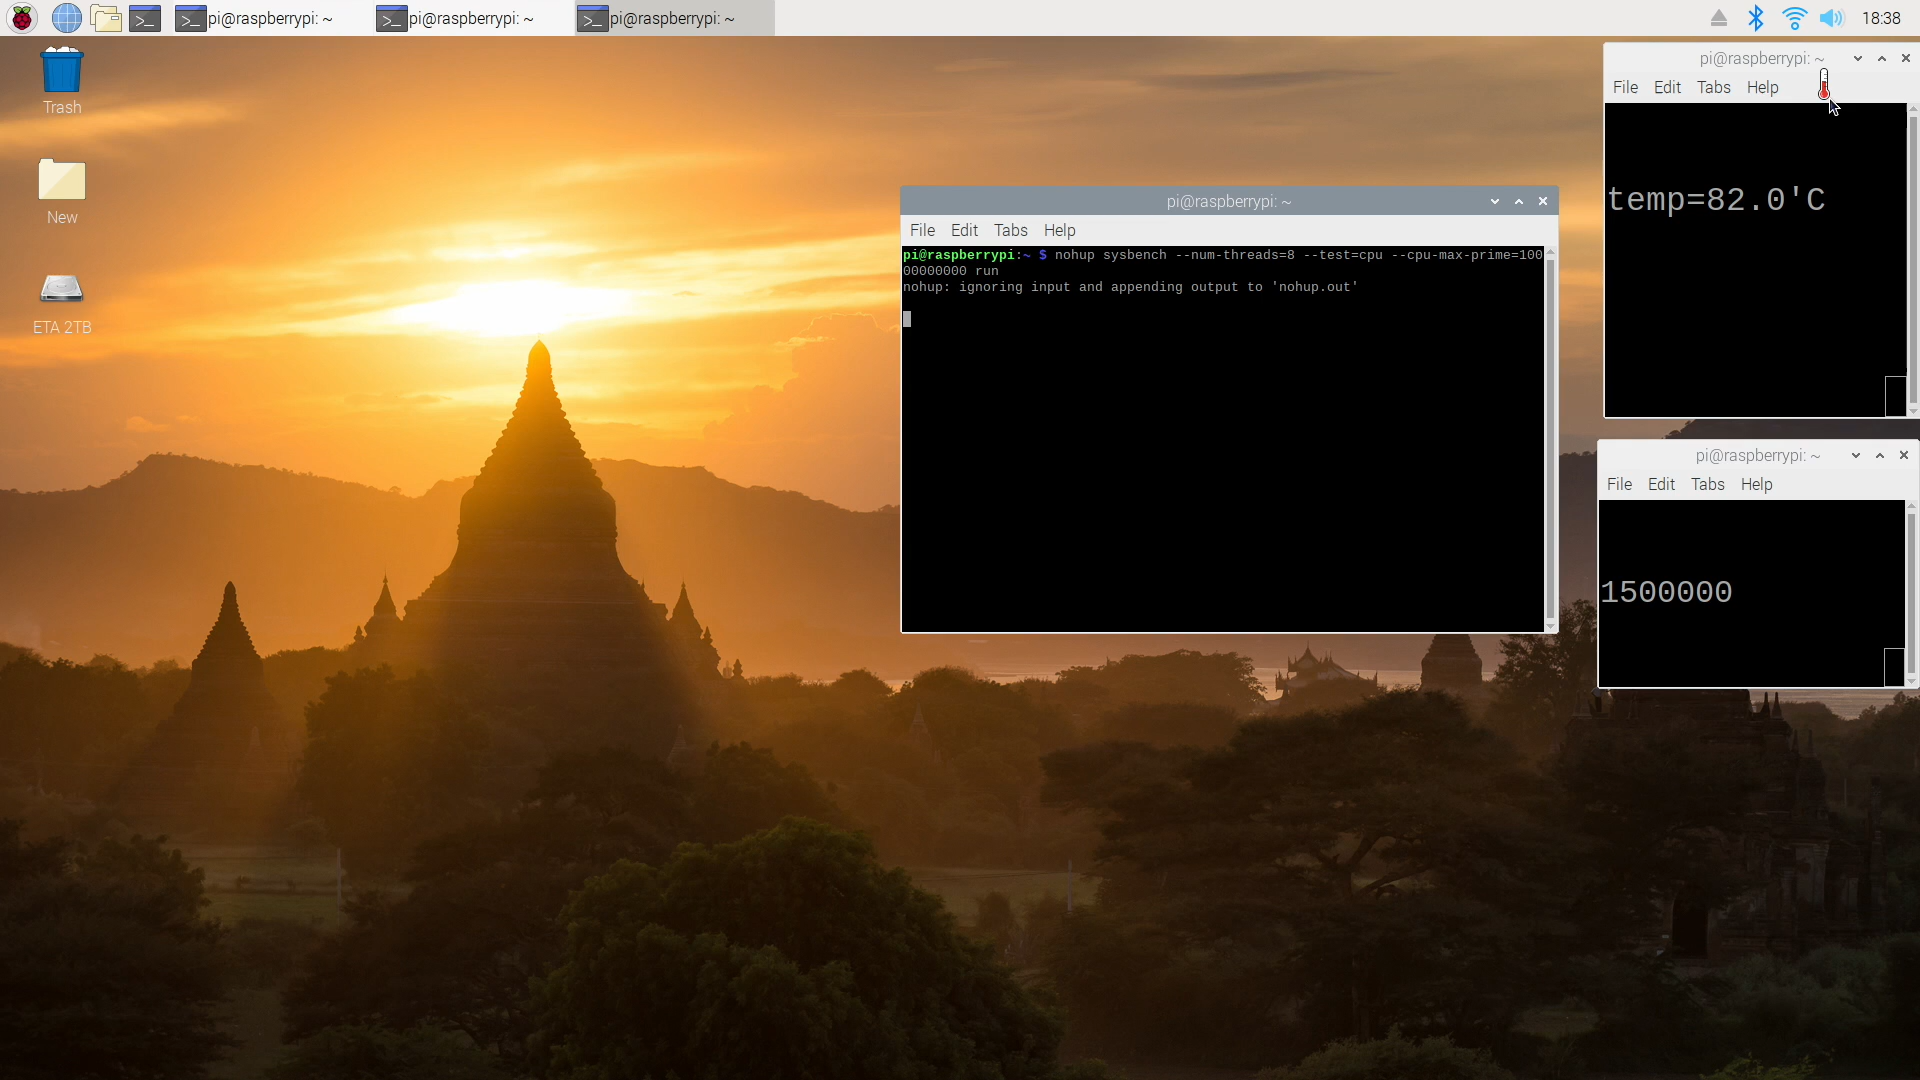 pi@raspberrypi: ~
pi@raspberrypi: ~
pi@raspberrypi: ~
18:38
Trash
New
ETA 2TB
pi@raspberrypi: ~
File Edit Tabs Help
pi@raspberrypi:~ $ nohup sysbench --num-threads=8 --test=cpu --cpu-max-prime=100
00000000 run
nohup: ignoring input and appending output to 'nohup.out'
pi@raspberrypi: ~
File Edit Tabs Help
temp=82.0'C
pi@raspberrypi: ~
File Edit Tabs Help
1500000